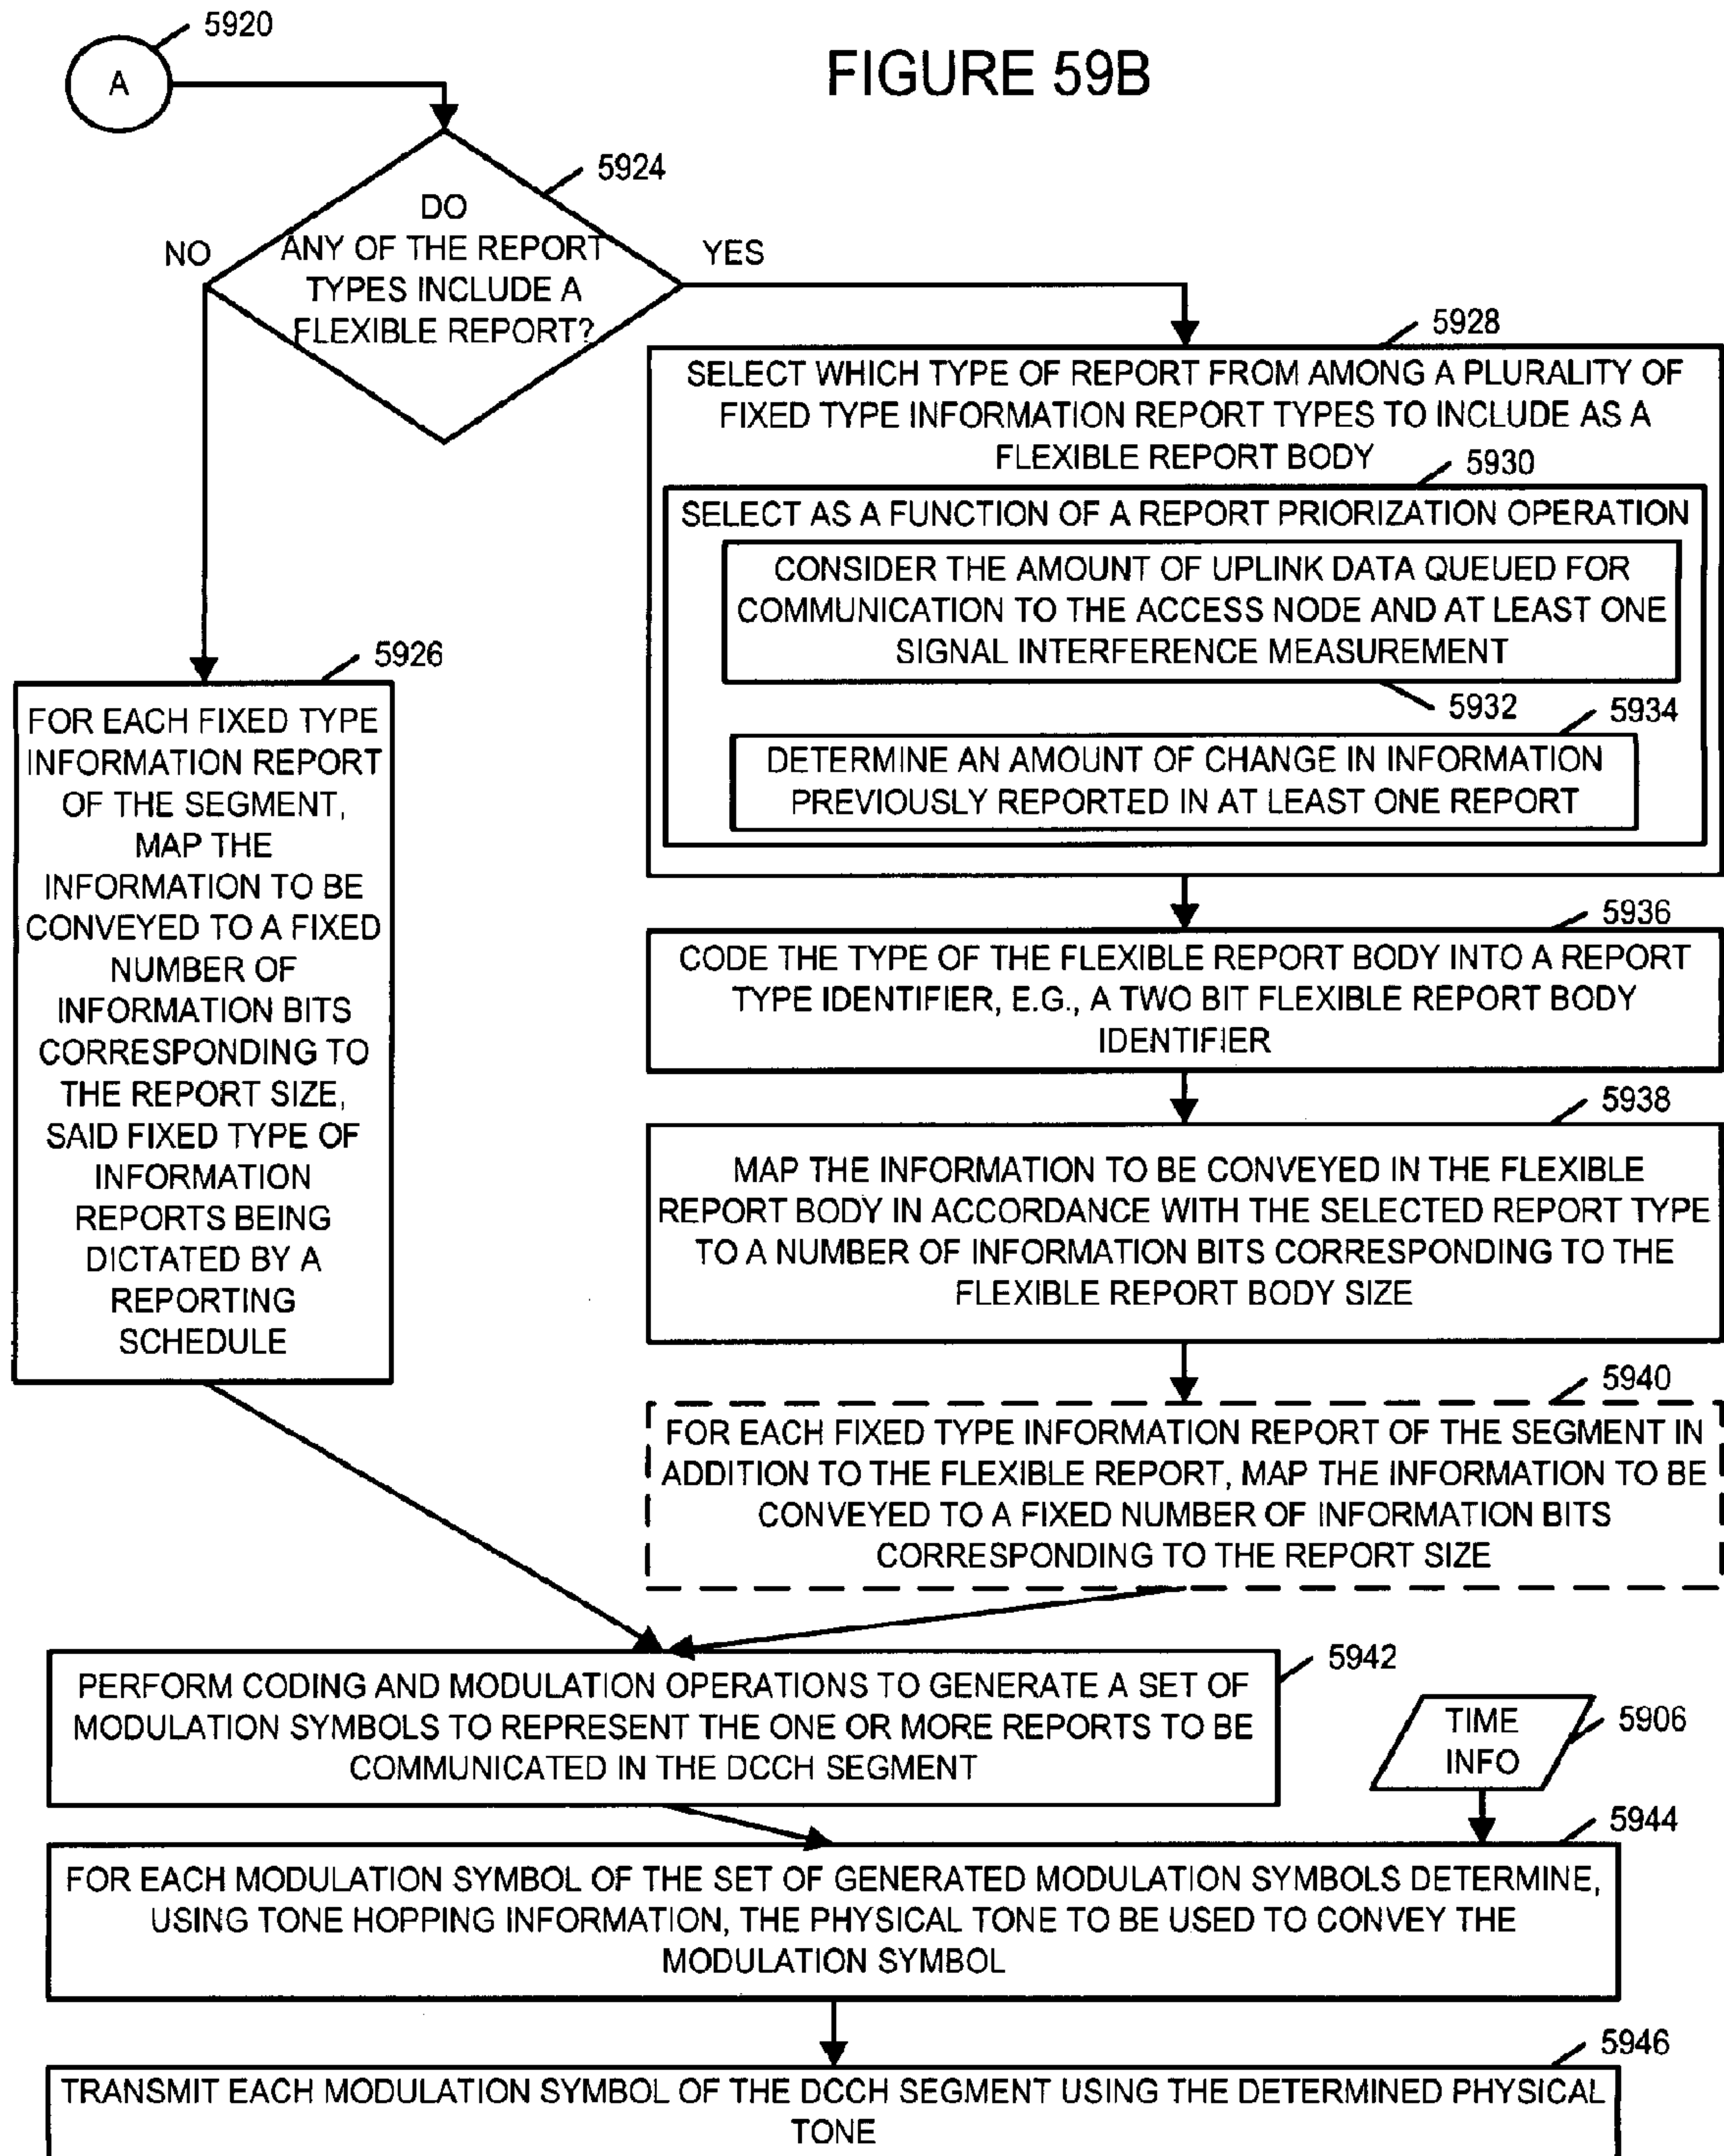 5920
A
FIGURE 59B
5924
DO
ANY OF THE REPORT
TYPES INCLUDE A
FLEXIBLE REPORT?
NO
YES
5928
SELECT WHICH TYPE OF REPORT FROM AMONG A PLURALITY OF
FIXED TYPE INFORMATION REPORT TYPES TO INCLUDE AS A
FLEXIBLE REPORT BODY
5930
SELECT AS A FUNCTION OF A REPORT PRIORIZATION OPERATION
CONSIDER THE AMOUNT OF UPLINK DATA QUEUED FOR
COMMUNICATION TO THE ACCESS NODE AND AT LEAST ONE
SIGNAL INTERFERENCE MEASUREMENT
5932
5934
DETERMINE AN AMOUNT OF CHANGE IN INFORMATION
PREVIOUSLY REPORTED IN AT LEAST ONE REPORT
5926
FOR EACH FIXED TYPE
INFORMATION REPORT
OF THE SEGMENT,
MAP THE
INFORMATION TO BE
CONVEYED TO A FIXED
NUMBER OF
INFORMATION BITS
CORRESPONDING TO
THE REPORT SIZE,
SAID FIXED TYPE OF
INFORMATION
REPORTS BEING
DICTATED BY A
REPORTING
SCHEDULE
5936
CODE THE TYPE OF THE FLEXIBLE REPORT BODY INTO A REPORT
TYPE IDENTIFIER, E.G., A TWO BIT FLEXIBLE REPORT BODY
IDENTIFIER
5938
MAP THE INFORMATION TO BE CONVEYED IN THE FLEXIBLE
REPORT BODY IN ACCORDANCE WITH THE SELECTED REPORT TYPE
TO A NUMBER OF INFORMATION BITS CORRESPONDING TO THE
FLEXIBLE REPORT BODY SIZE
5940
FOR EACH FIXED TYPE INFORMATION REPORT OF THE SEGMENT IN
ADDITION TO THE FLEXIBLE REPORT, MAP THE INFORMATION TO BE
CONVEYED TO A FIXED NUMBER OF INFORMATION BITS
CORRESPONDING TO THE REPORT SIZE
5942
PERFORM CODING AND MODULATION OPERATIONS TO GENERATE A SET OF
MODULATION SYMBOLS TO REPRESENT THE ONE OR MORE REPORTS TO BE
COMMUNICATED IN THE DCCH SEGMENT
TIME
INFO
5906
5944
FOR EACH MODULATION SYMBOL OF THE SET OF GENERATED MODULATION SYMBOLS DETERMINE,
USING TONE HOPPING INFORMATION, THE PHYSICAL TONE TO BE USED TO CONVEY THE
MODULATION SYMBOL
5946
TRANSMIT EACH MODULATION SYMBOL OF THE DCCH SEGMENT USING THE DETERMINED PHYSICAL
TONE